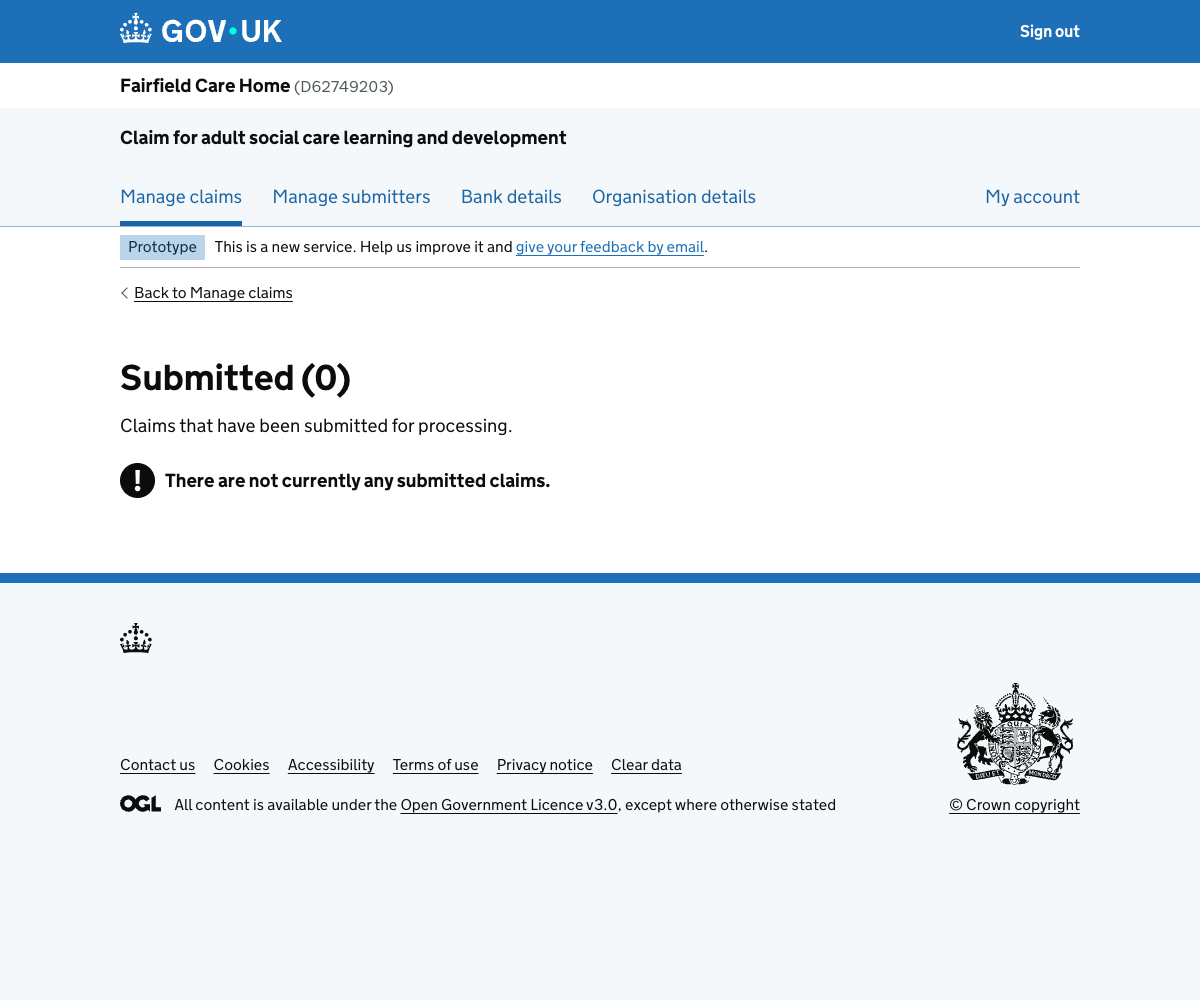 GOV·UK
Sign out
Fairfield Care Home (D62749203)
Claim for adult social care learning and development
Manage claims Manage submitters Bank details Organisation details My account
Prototype This is a new service. Help us improve it and give your feedback by email.
Back to Manage claims
Submitted (0)
Claims that have been submitted for processing.
! There are not currently any submitted claims.
Contact us Cookies Accessibility Terms of use Privacy notice Clear data
OGL All content is available under the Open Government Licence v3.0, except where otherwise stated
© Crown copyright